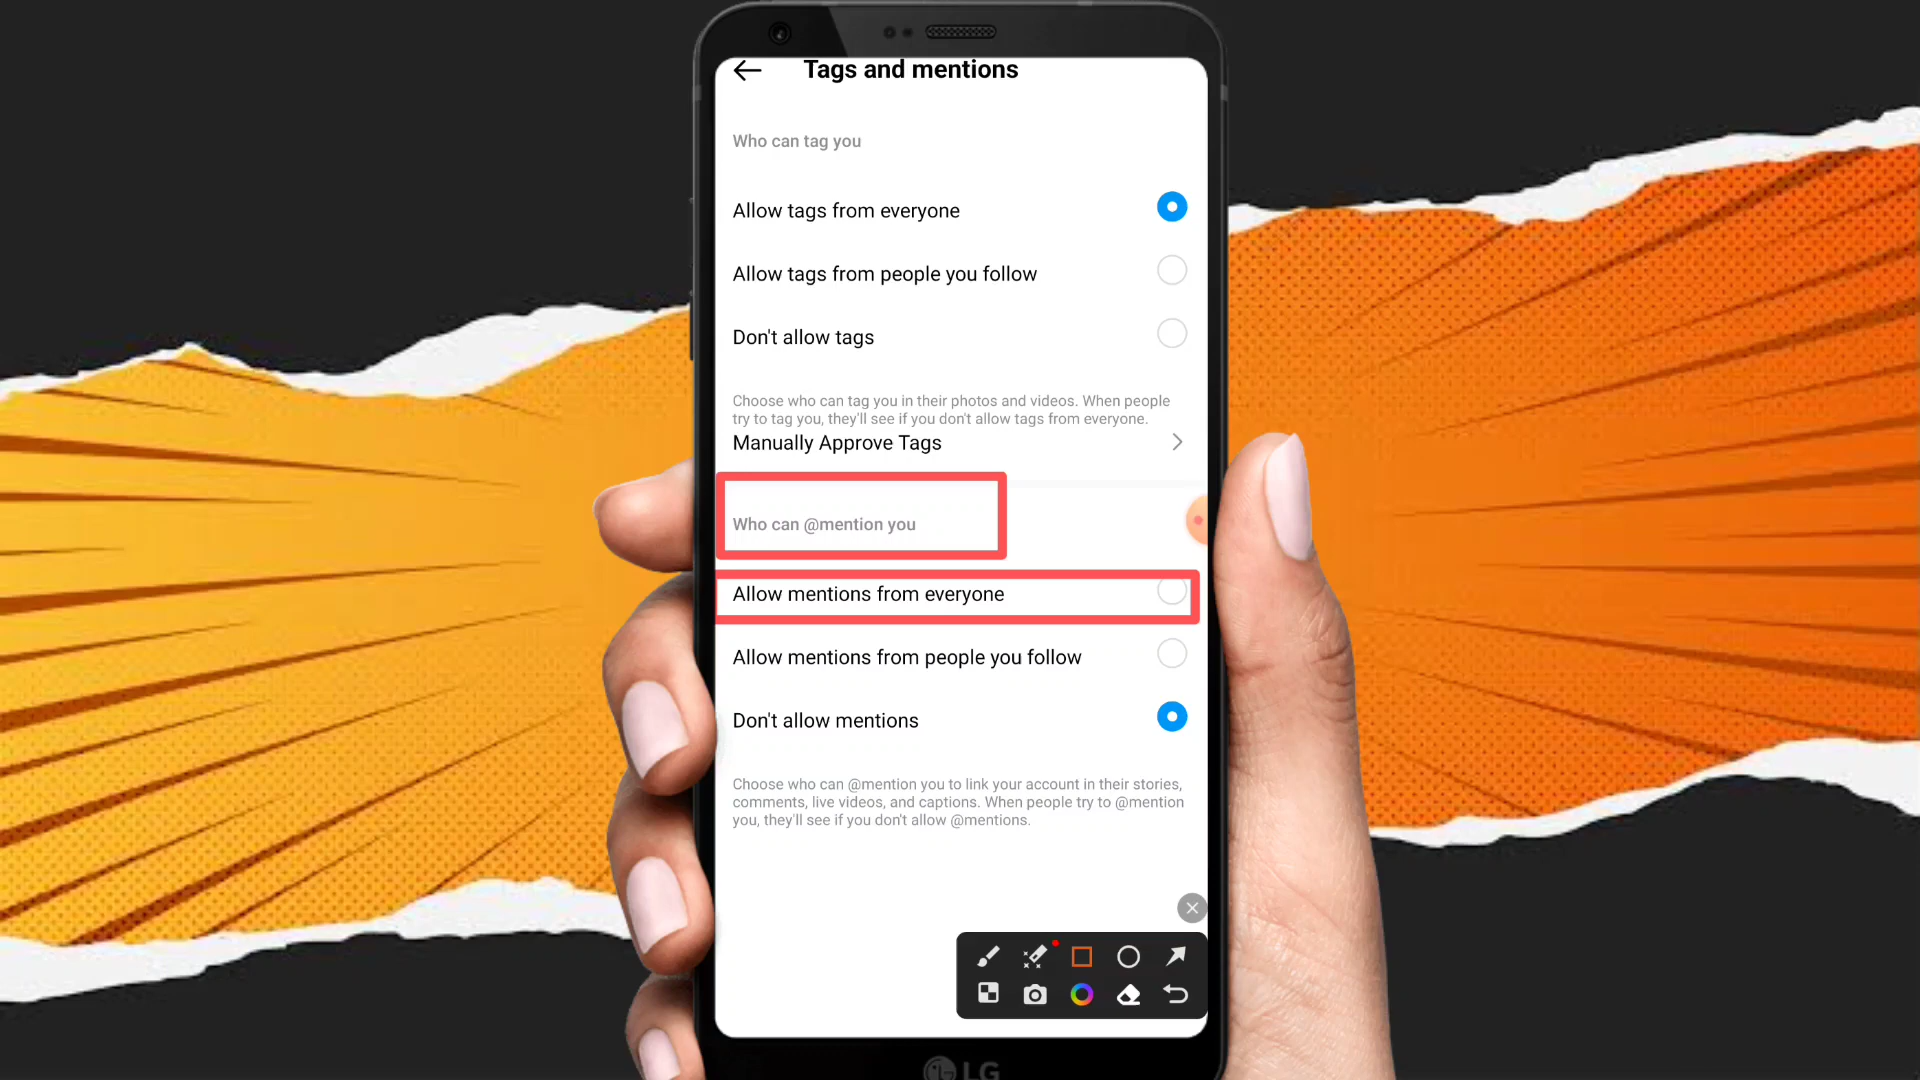 Tags and mentions
Who can tag you
Allow tags from everyone
Allow tags from people you follow
Don't allow tags
Choose who can tag you in their photos and videos. When people
try to tag you, they'll see if you don't allow tags from everyone.
Manually Approve Tags
Who can @mention you
Allow mentions from everyone
Allow mentions from people you follow
Don't allow mentions
Choose who can @mention you to link your account in their stories,
comments, live videos, and captions. When people try to @mention
you, they'll see if you don't allow @mentions.
LG